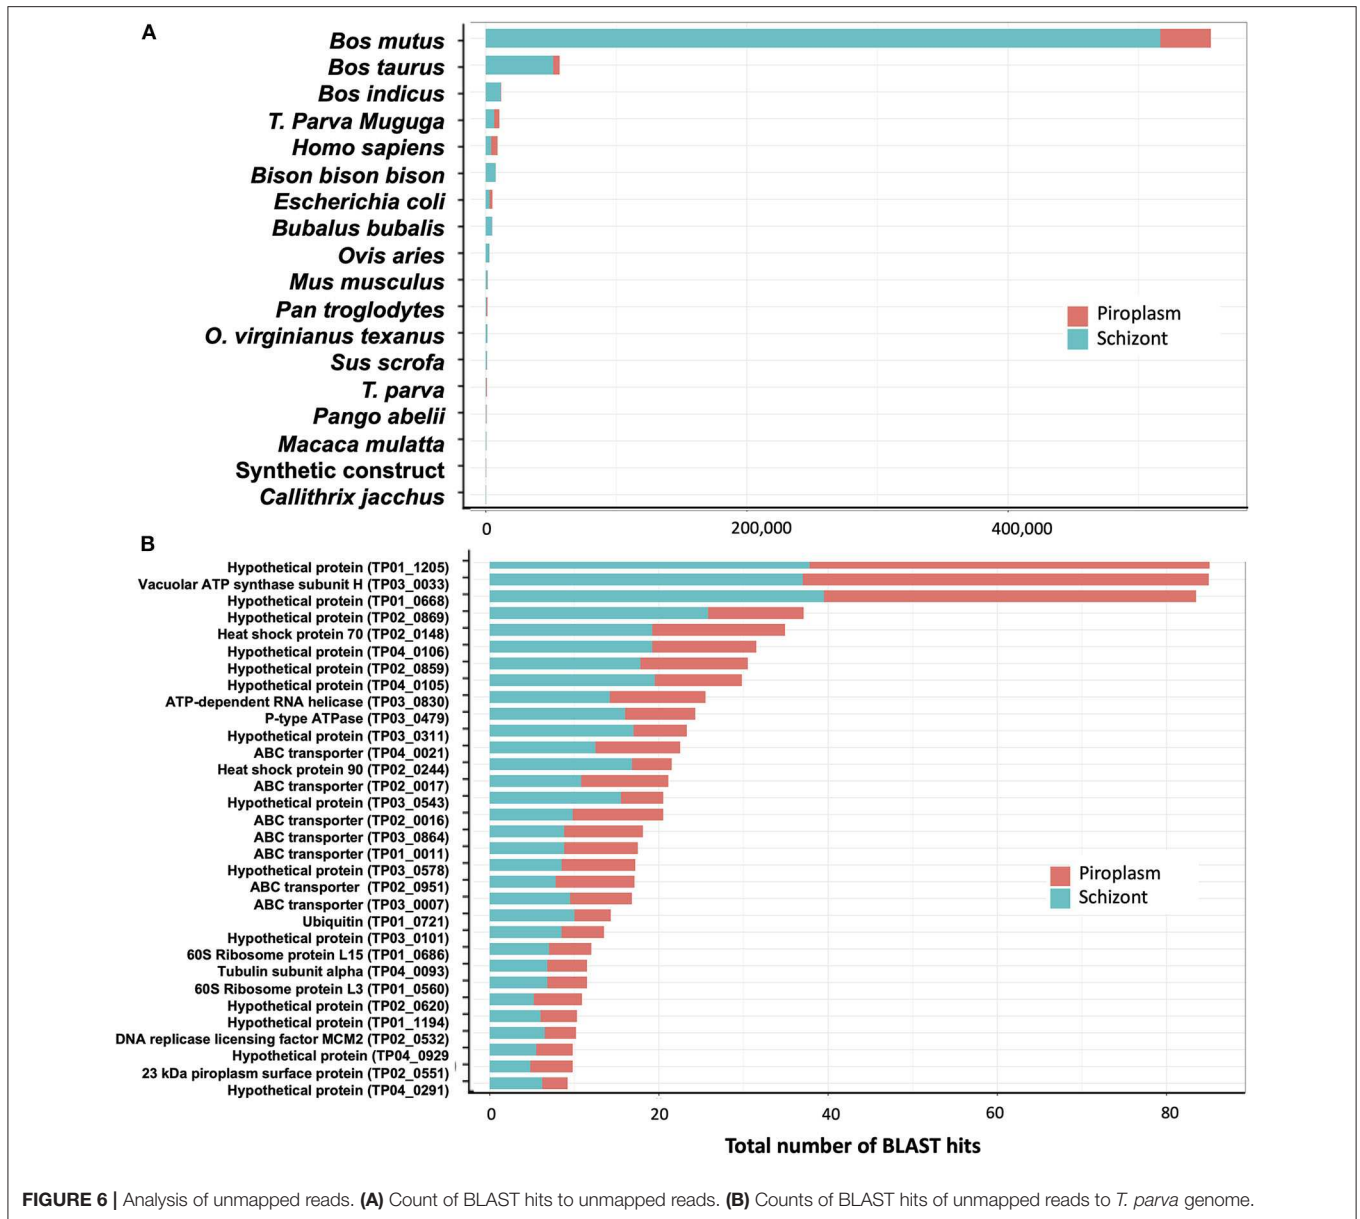 A
Bos mutus
Bos taurus
Bos indicus
T. Parva Muguga
Homo sapiens
Bison bison bison
Escherichia coli
Bubalus bubalis
Ovis aries
Mus musculus
Pan troglodytes
O. virginianus texanus
Sus scrofa
T. parva
Pango abelii
Macaca mulatta
Synthetic construct
Callithrix jacchus
Piroplasm
Schizont
0 200,000 400,000
B
Hypothetical protein (TP01_1205)
Vacuolar ATP synthase subunit H (TP03_0033)
Hypothetical protein (TP01_0668)
Hypothetical protein (TP02_0869)
Heat shock protein 70 (TP02_0148)
Hypothetical protein (TP04_0106)
Hypothetical protein (TP02_0859)
Hypothetical protein (TP04_0105)
ATP-dependent RNA helicase (TP03_0830)
P-type ATPase (TP03_0479)
Hypothetical protein (TP03_0311)
ABC transporter (TP04_0021)
Heat shock protein 90 (TP02_0244)
ABC transporter (TP02_0017)
Hypothetical protein (TP03_0543)
ABC transporter (TP02_0016)
ABC transporter (TP03_0864)
ABC transporter (TP01_0011)
Hypothetical protein (TP03_0578)
ABC transporter (TP02_0951)
ABC transporter (TP03_0007)
Ubiquitin (TP01_0721)
Hypothetical protein (TP03_0101)
60S Ribosome protein L15 (TP01_0686)
Tubulin subunit alpha (TP04_0093)
60S Ribosome protein L3 (TP01_0560)
Hypothetical protein (TP02_0620)
Hypothetical protein (TP01_1194)
DNA replicase licensing factor MCM2 (TP02_0532)
Hypothetical protein (TP04_0929
23 kDa piroplasm surface protein (TP02_0551)
Hypothetical protein (TP04_0291)
Piroplasm
Schizont
0 20 40 60 80
Total number of BLAST hits
FIGURE 6 | Analysis of unmapped reads. (A) Count of BLAST hits to unmapped reads. (B) Counts of BLAST hits of unmapped reads to T. parva genome.